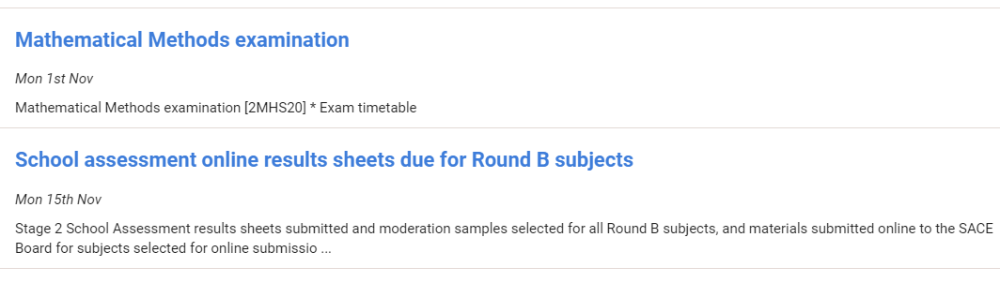 Mathematical Methods examination
Mon 1st Nov
Mathematical Methods examination [2MHS20] * Exam timetable
School assessment online results sheets due for Round B subjects
Mon 15th Nov
Stage 2 School Assessment results sheets submitted and moderation samples selected for all Round B subjects, and materials submitted online to the SACE
Board for subjects selected for online submissio ...